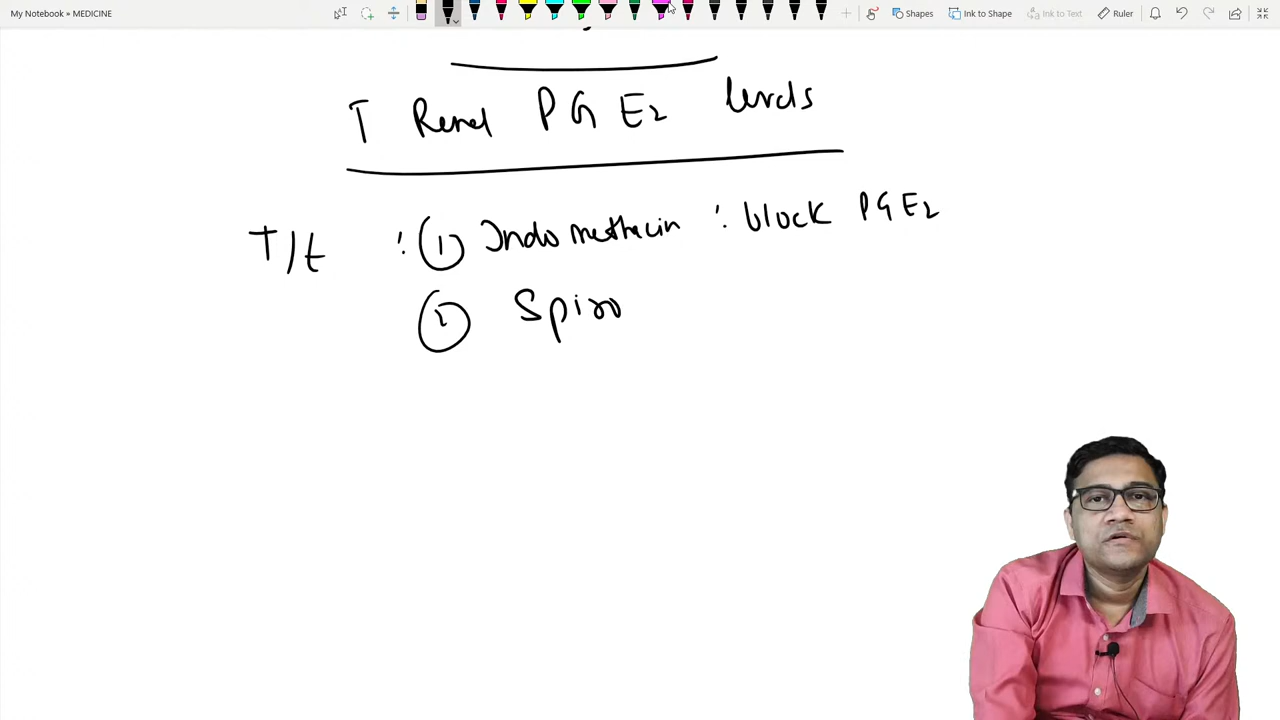 My Notebook » MEDICINE
Shapes Ink to Shape Ink to Text Ruler
↑ Renal PGE2 levels
T/t : ① Indomethacin : block PGE2
② Spiro